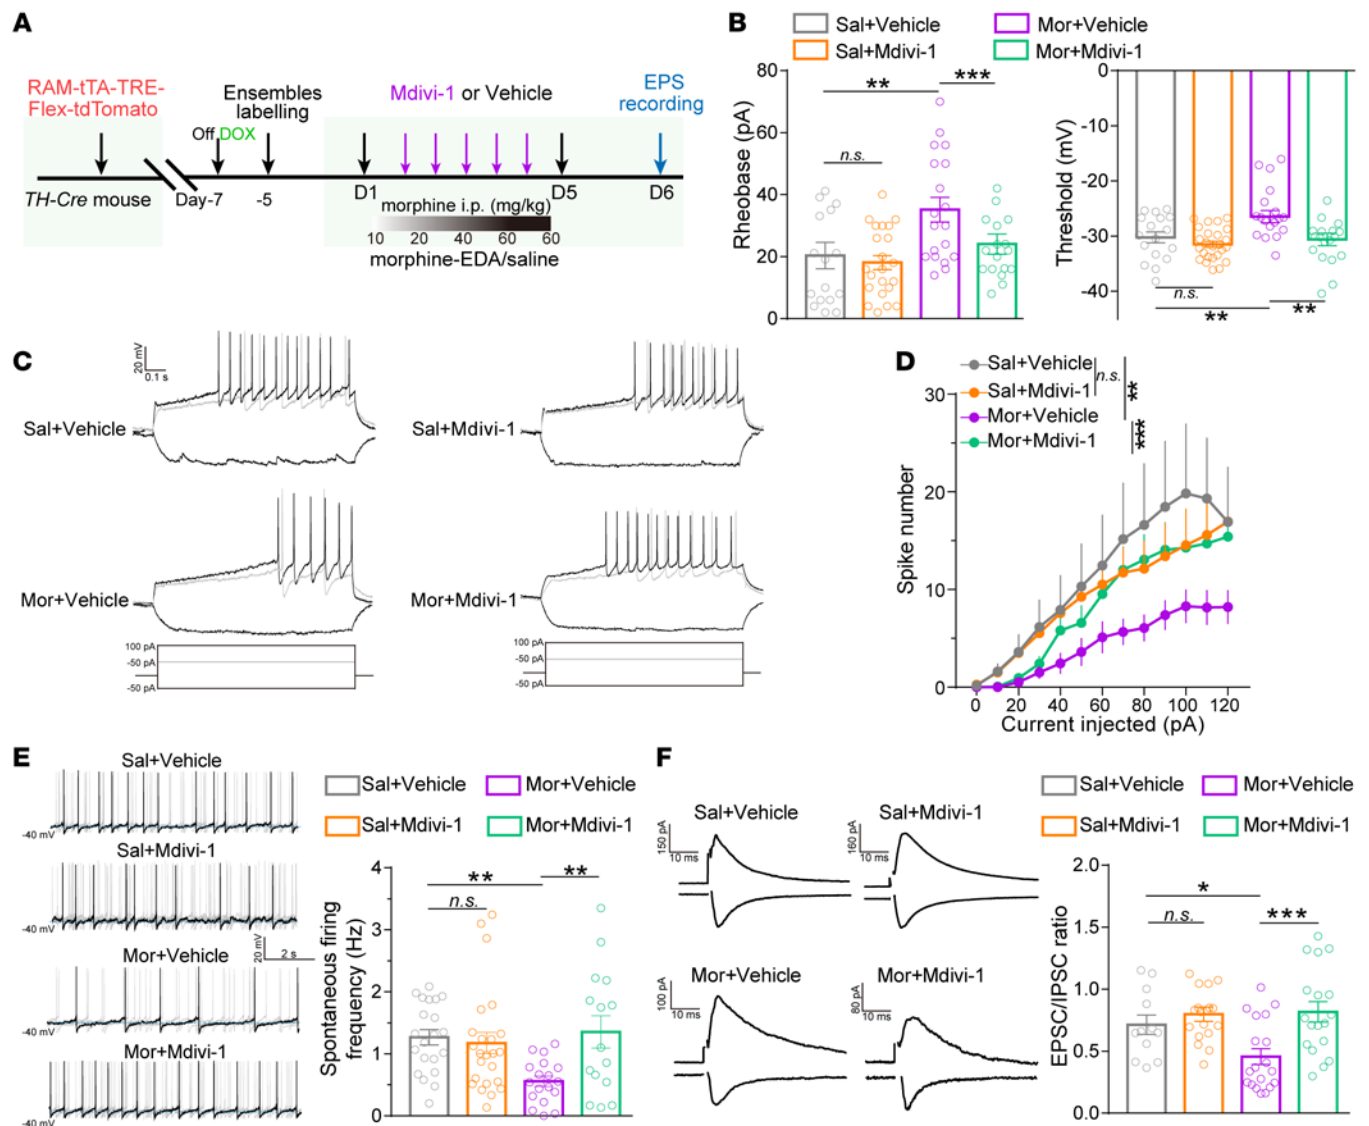 A
RAM-tTA-TRE-
Flex-tdTomato
Ensembles
labelling
Off DOX
Mdivi-1 or Vehicle
EPS
recording
TH-Cre mouse
Day-7
-5
D1
D5
D6
morphine i.p. (mg/kg)
10 20 40 60 60
morphine-EDA/saline
B
Sal+Vehicle
Mor+Vehicle
Sal+Mdivi-1
Mor+Mdivi-1
Rheobase (pA)
80
60
40
20
0
**
***
n.s.
Threshold (mV)
0
-10
-20
-30
-40
n.s.
**
**
C
20 mV
0.1 s
Sal+Vehicle
Sal+Mdivi-1
Mor+Vehicle
Mor+Mdivi-1
100 pA
-50 pA
-50 pA
100 pA
-50 pA
-50 pA
D
Sal+Vehicle
Sal+Mdivi-1
Mor+Vehicle
Mor+Mdivi-1
n.s.
**
***
Spike number
30
20
10
0
0 20 40 60 80 100 120
Current injected (pA)
E
Sal+Vehicle
-40 mV
Sal+Mdivi-1
-40 mV
20 mV
2 s
Mor+Vehicle
-40 mV
Mor+Mdivi-1
-40 mV
Sal+Vehicle
Mor+Vehicle
Sal+Mdivi-1
Mor+Mdivi-1
Spontaneous firing
frequency (Hz)
4
3
2
1
0
**
**
n.s.
F
Sal+Vehicle
150 pA
10 ms
Sal+Mdivi-1
160 pA
10 ms
Mor+Vehicle
100 pA
10 ms
Mor+Mdivi-1
80 pA
10 ms
Sal+Vehicle
Mor+Vehicle
Sal+Mdivi-1
Mor+Mdivi-1
EPSC/IPSC ratio
2.0
1.5
1.0
0.5
0.0
*
n.s.
***